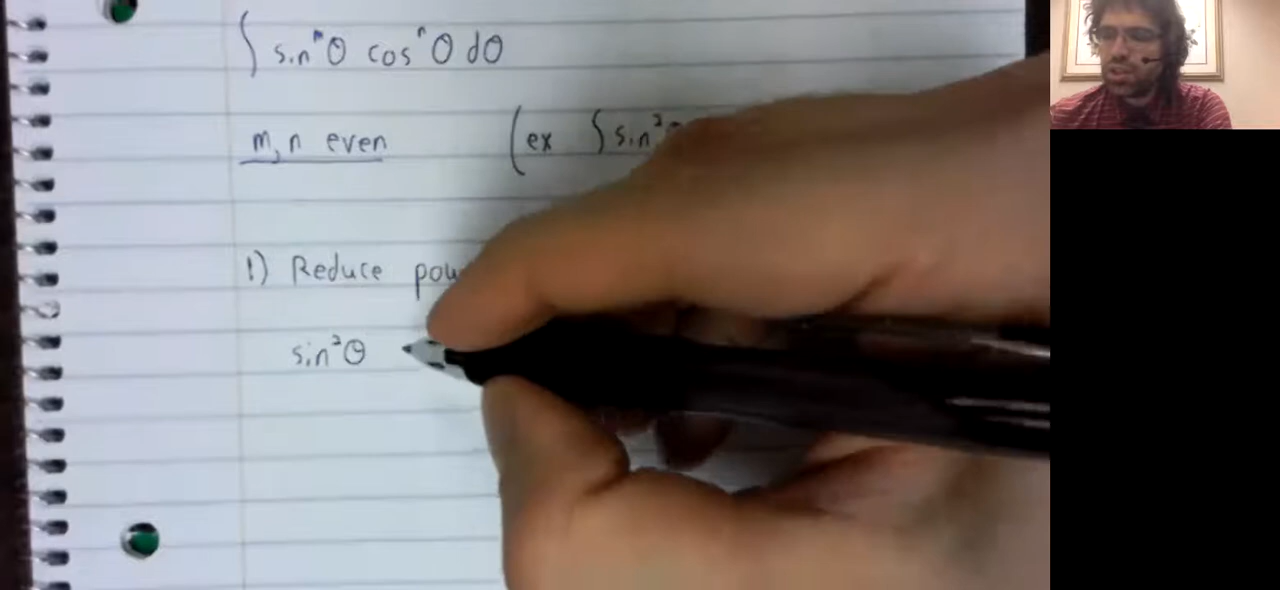 ∫ sinᵐθ cosⁿθ dθ
m, n even (ex ∫ sin²
1) Reduce pow
sin²θ